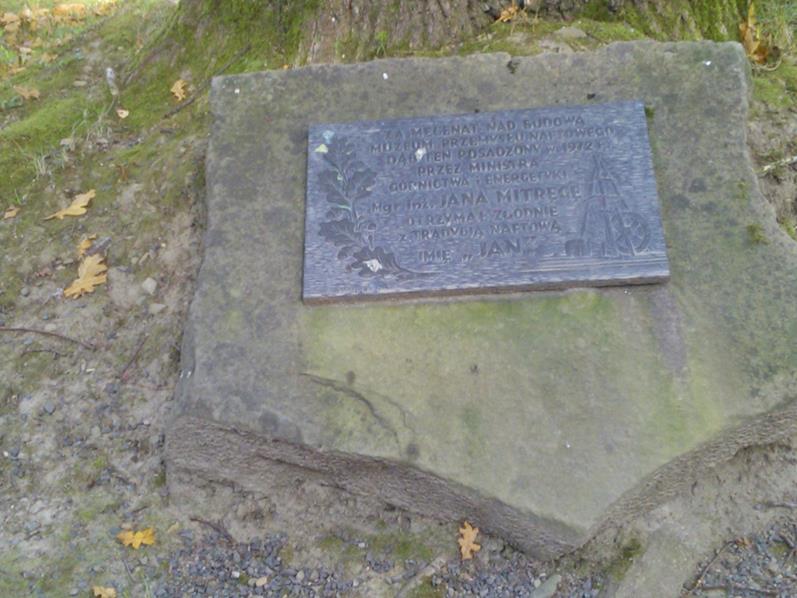 ZA MECENAT NAD BUDOWĄ
MUZEUM PRZEMYSŁU NAFTOWEGO
DĄB TEN POSADZONY w 1972 r.
PRZEZ MINISTRA
GÓRNICTWA i ENERGETYKI
Mgr inż. JANA MITRĘGĘ
OTRZYMAŁ ZGODNIE
z TRADYCJĄ NAFTOWĄ
IMIĘ „JAN”